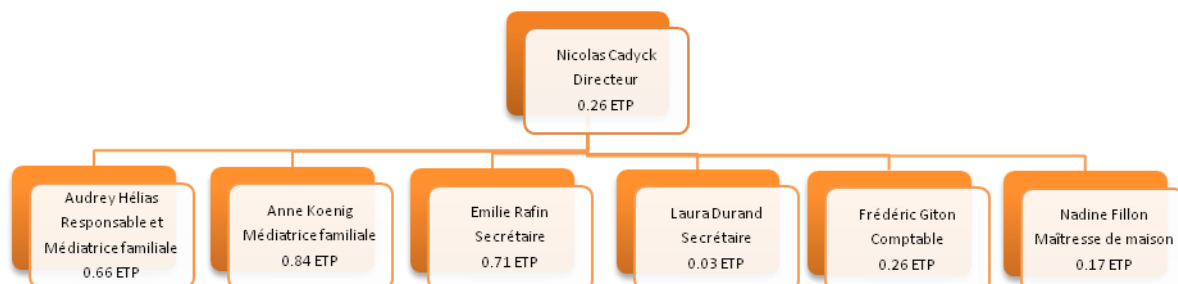 Nicolas Cadyck
Directeur
0.26 ETP
Audrey Hélias
Responsable et
Médiatrice familiale
0.66 ETP
Anne Koenig
Médiatrice familiale
0.84 ETP
Emilie Rafin
Secrétaire
0.71 ETP
Laura Durand
Secrétaire
0.03 ETP
Frédéric Giton
Comptable
0.26 ETP
Nadine Fillon
Maîtresse de maison
0.17 ETP